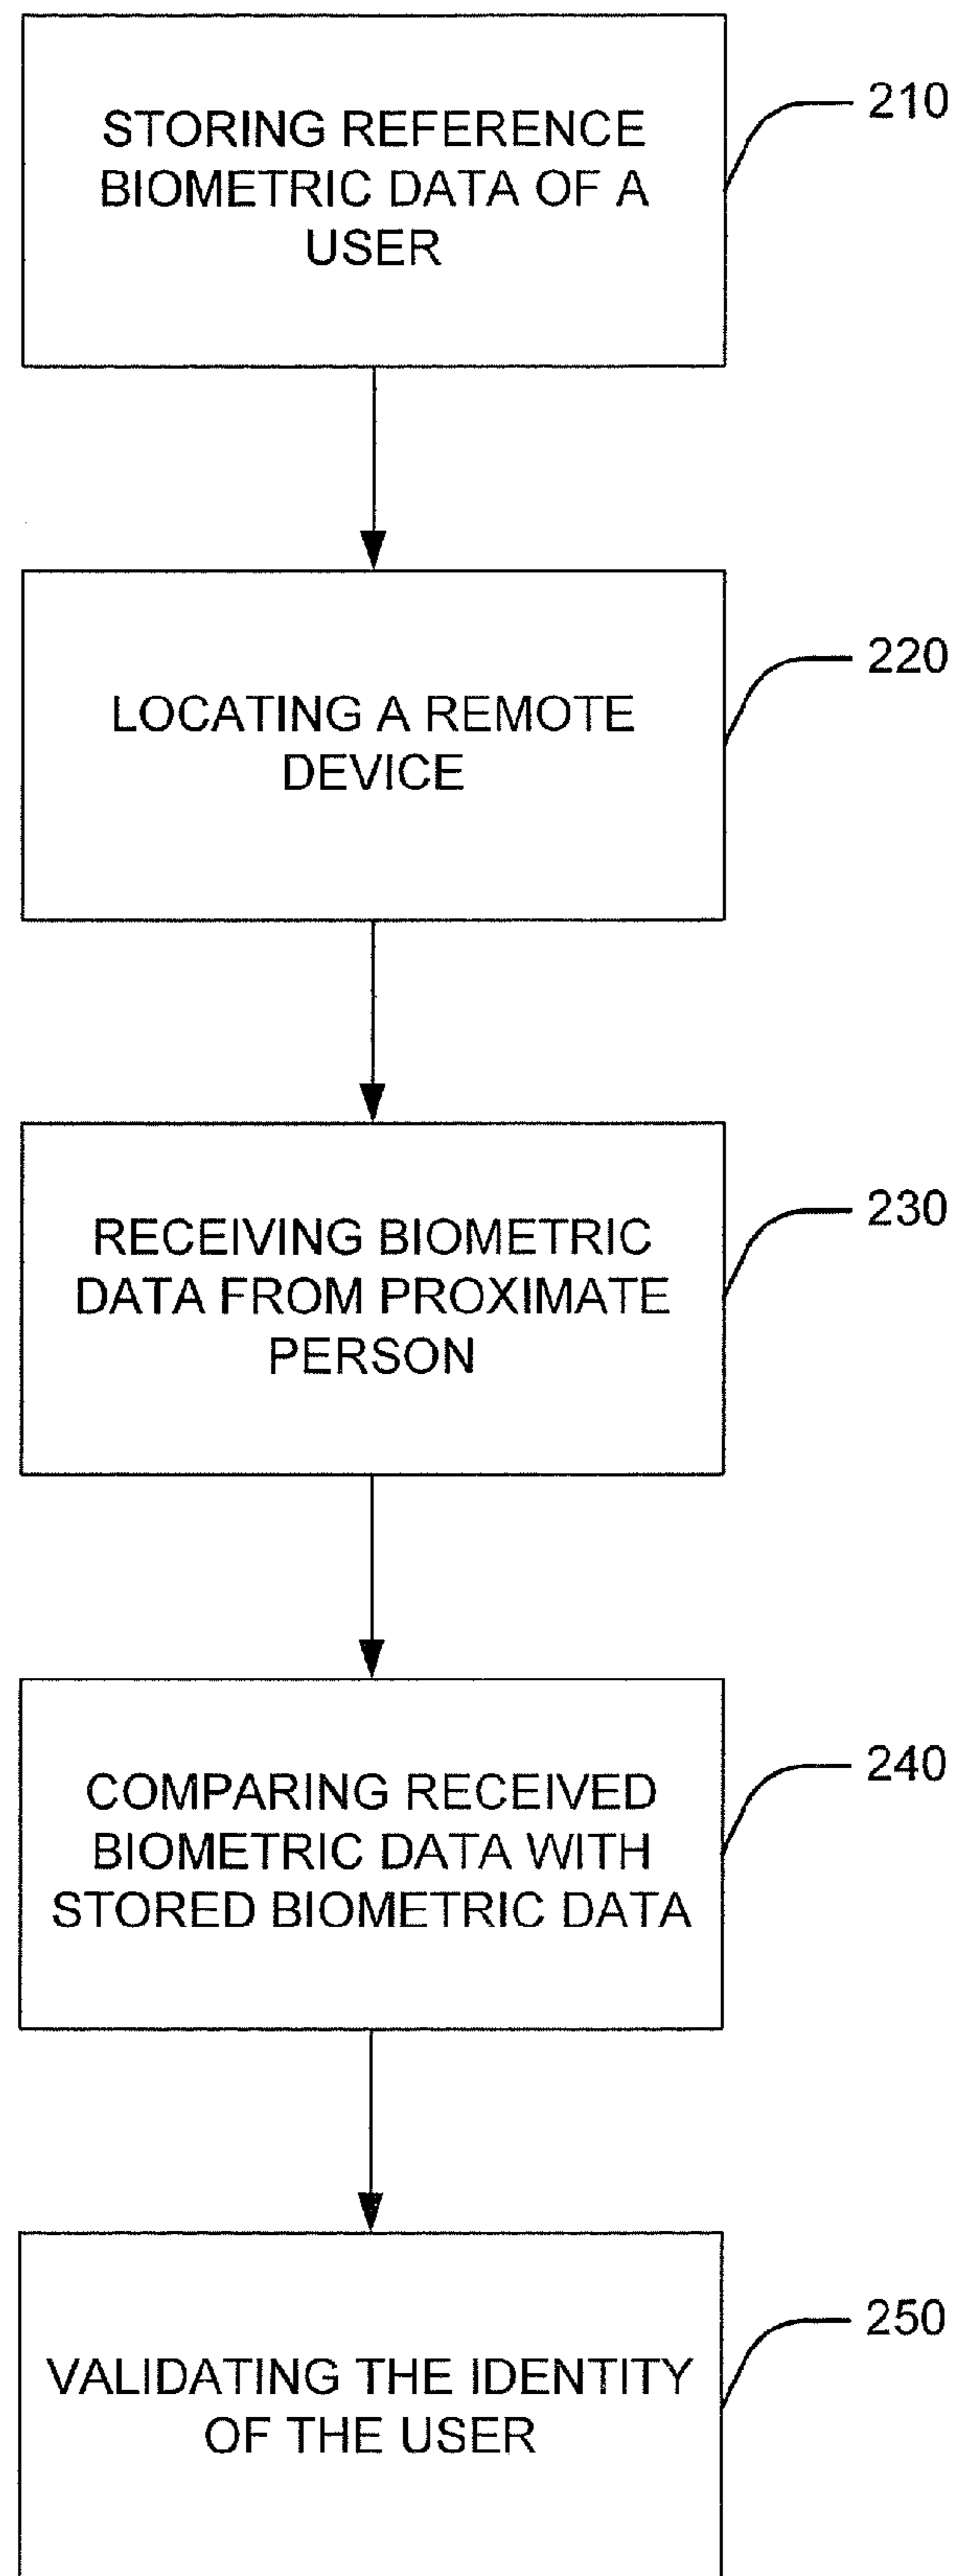 STORING REFERENCE
BIOMETRIC DATA OF A
USER
210
LOCATING A REMOTE
DEVICE
220
RECEIVING BIOMETRIC
DATA FROM PROXIMATE
PERSON
230
COMPARING RECEIVED
BIOMETRIC DATA WITH
STORED BIOMETRIC DATA
240
VALIDATING THE IDENTITY
OF THE USER
250